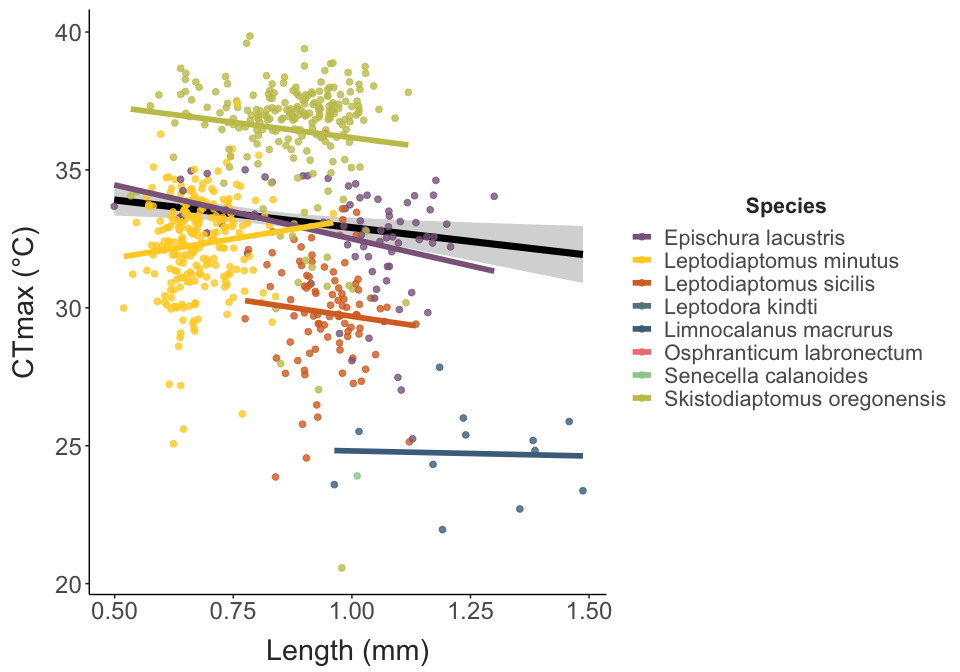 40
35
30
25
20
CTmax (°C)
0.50 0.75 1.00 1.25 1.50
Length (mm)
Species
Epischura lacustris
Leptodiaptomus minutus
Leptodiaptomus sicilis
Leptodora kindti
Limnocalanus macrurus
Osphranticum labronectum
Senecella calanoides
Skistodiaptomus oregonensis